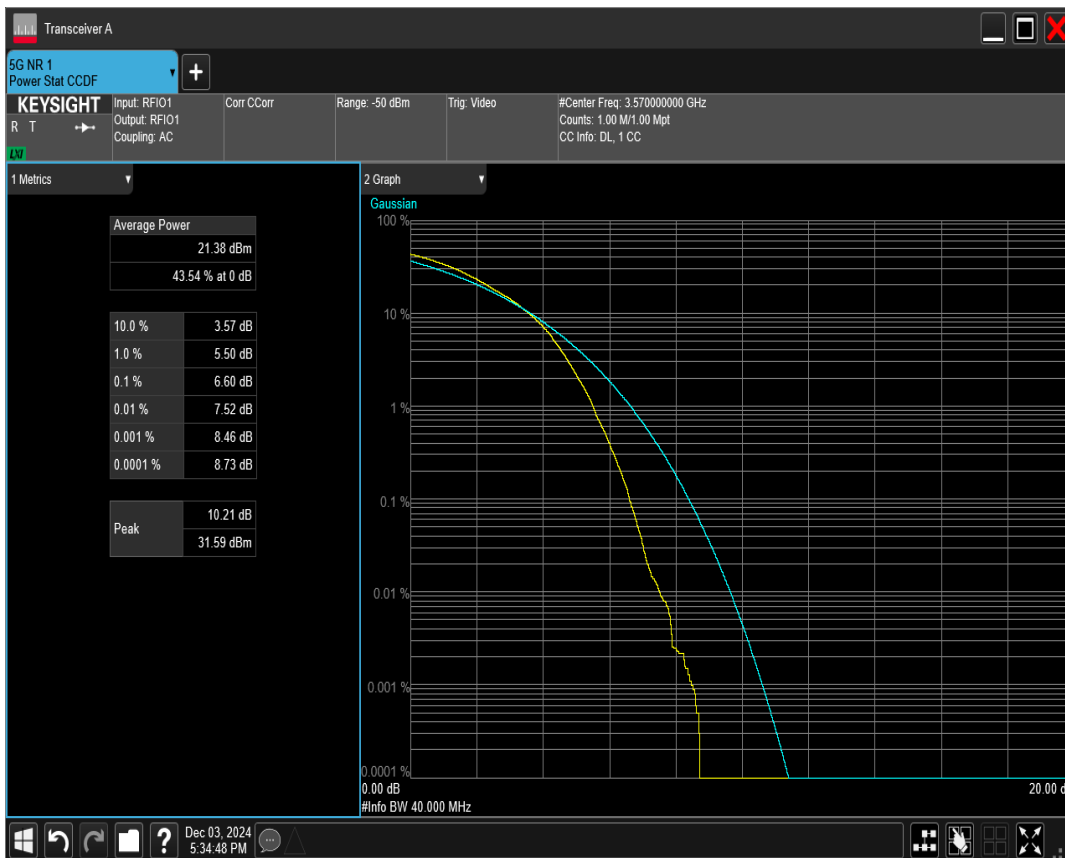 Transceiver A
5G NR 1
Power Stat CCDF
KEYSIGHT
R T
LXI
Input: RFIO1
Output: RFIO1
Coupling: AC
Corr CCorr
Range: -50 dBm
Trig: Video
#Center Freq: 3.570000000 GHz
Counts: 1.00 M/1.00 Mpt
CC Info: DL, 1 CC
1 Metrics
Average Power
21.38 dBm
43.54 % at 0 dB
10.0 % 3.57 dB
1.0 % 5.50 dB
0.1 % 6.60 dB
0.01 % 7.52 dB
0.001 % 8.46 dB
0.0001 % 8.73 dB
Peak
10.21 dB
31.59 dBm
2 Graph
Gaussian
100 %
10 %
1 %
0.1 %
0.01 %
0.001 %
0.0001 %
0.00 dB
20.00 d
#Info BW 40.000 MHz
?
Dec 03, 2024
5:34:48 PM